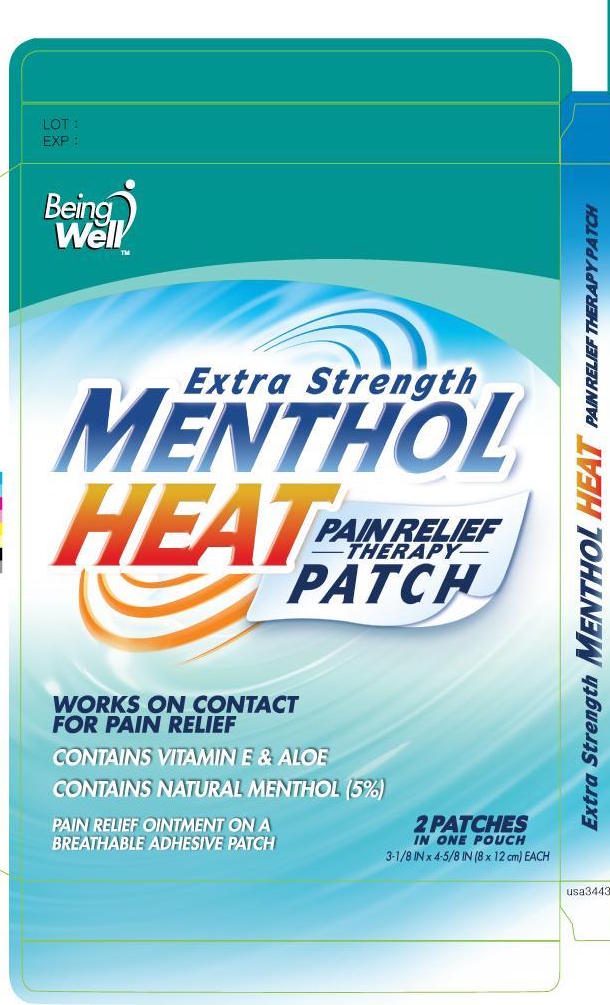 LOT :
EXP :
Being
Well
TM
Extra Strength
MENTHOL
HEAT
PAIN RELIEF
THERAPY
PATCH
WORKS ON CONTACT
FOR PAIN RELIEF
CONTAINS VITAMIN E & ALOE
CONTAINS NATURAL MENTHOL (5%)
PAIN RELIEF OINTMENT ON A
BREATHABLE ADHESIVE PATCH
2 PATCHES
IN ONE POUCH
3-1/8 IN x 4-5/8 IN (8 x 12 cm) EACH
Extra Strength MENTHOL HEAT PAIN RELIEF THERAPY PATCH
usa3443